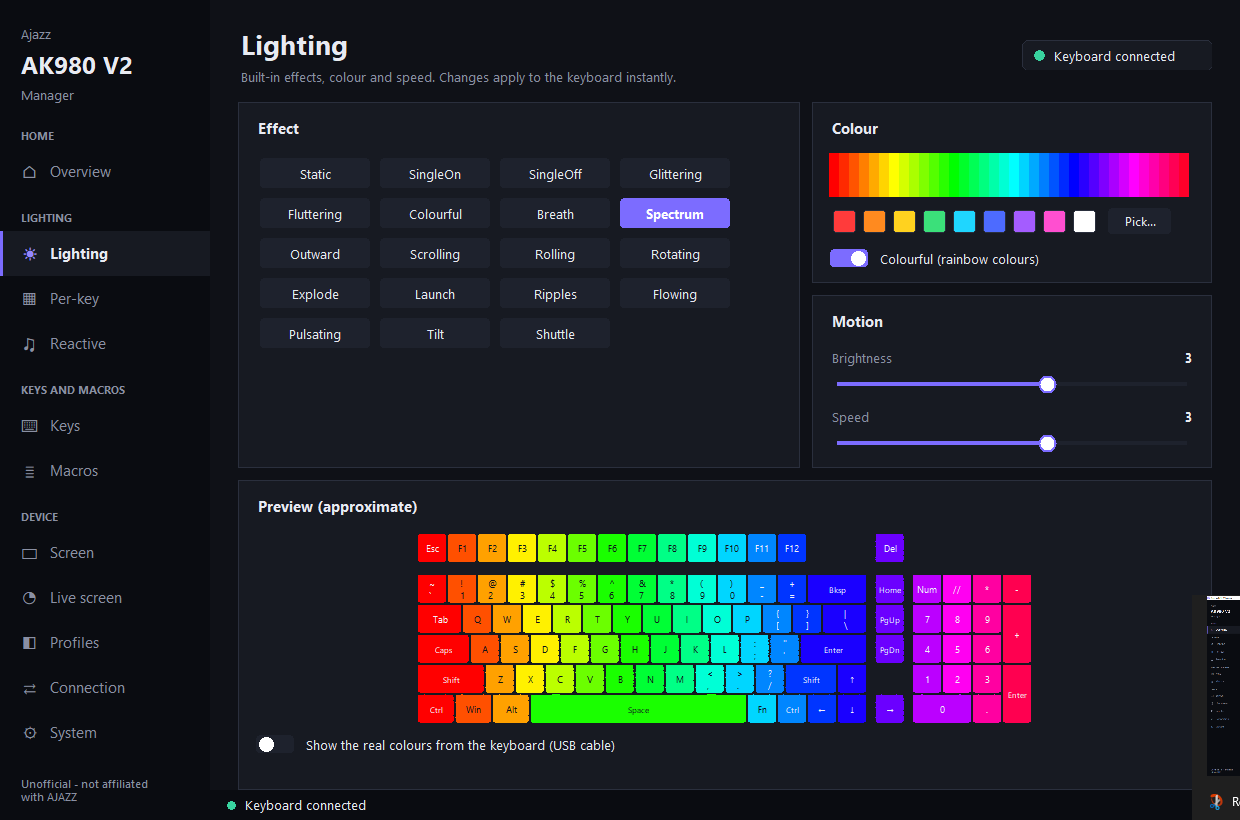 Ajazz
AK980 V2
Manager
HOME
Overview
LIGHTING
Lighting
Per-key
Reactive
KEYS AND MACROS
Keys
Macros
DEVICE
Screen
Live screen
Profiles
Connection
System
Unofficial - not affiliated
with AJAZZ
Lighting
Built-in effects, colour and speed. Changes apply to the keyboard instantly.
Keyboard connected
Effect
Static SingleOn SingleOff Glittering
Fluttering Colourful Breath Spectrum
Outward Scrolling Rolling Rotating
Explode Launch Ripples Flowing
Pulsating Tilt Shuttle
Colour
Pick...
Colourful (rainbow colours)
Motion
Brightness 3
Speed 3
Preview (approximate)
Esc F1 F2 F3 F4 F5 F6 F7 F8 F9 F10 F11 F12 Del
~ ! @ # $ % ^ & * ( ) _ +
` 1 2 3 4 5 6 7 8 9 0 - = Bksp Home Num // * -
Tab Q W E R T Y U I O P { } |
[ ] \ PgUp 7 8 9 +
Caps A S D F G H J K L : "
; ' Enter PgDn 4 5 6
Shift Z X C V B N M < > ?
, . / Shift ↑ 1 2 3 Enter
Ctrl Win Alt Space Fn Ctrl ← ↓ → 0 .
Show the real colours from the keyboard (USB cable)
Keyboard connected